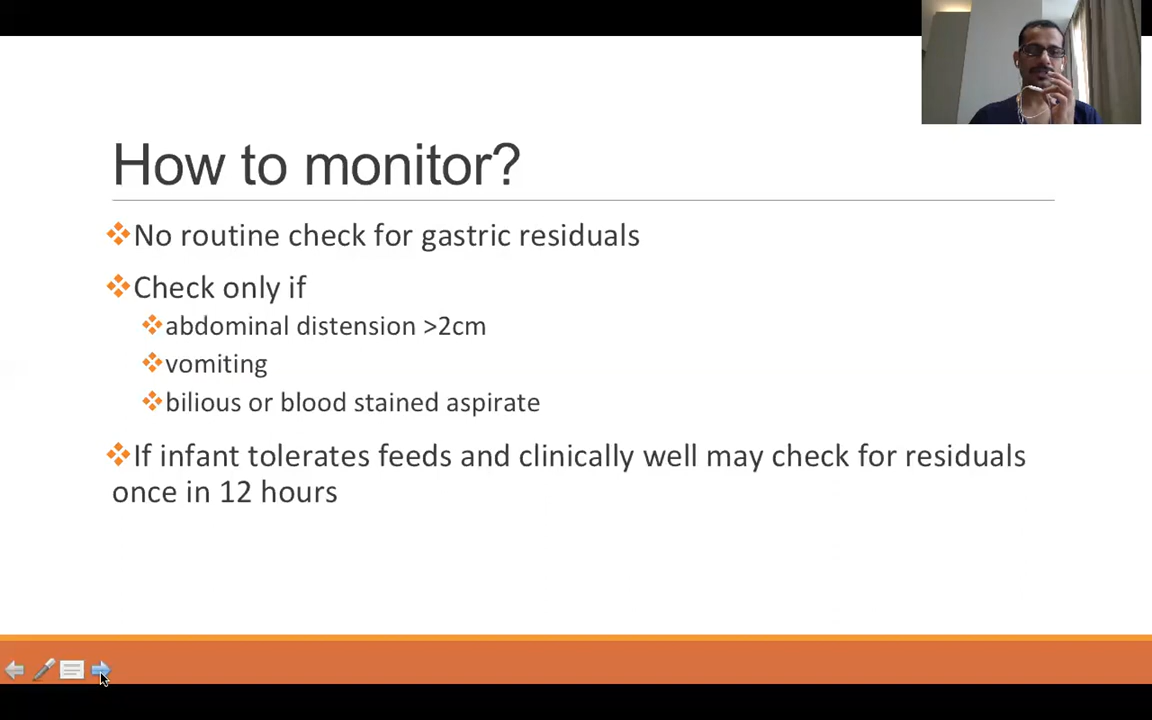 How to monitor?
No routine check for gastric residuals
Check only if
abdominal distension >2cm
vomiting
bilious or blood stained aspirate
If infant tolerates feeds and clinically well may check for residuals
once in 12 hours